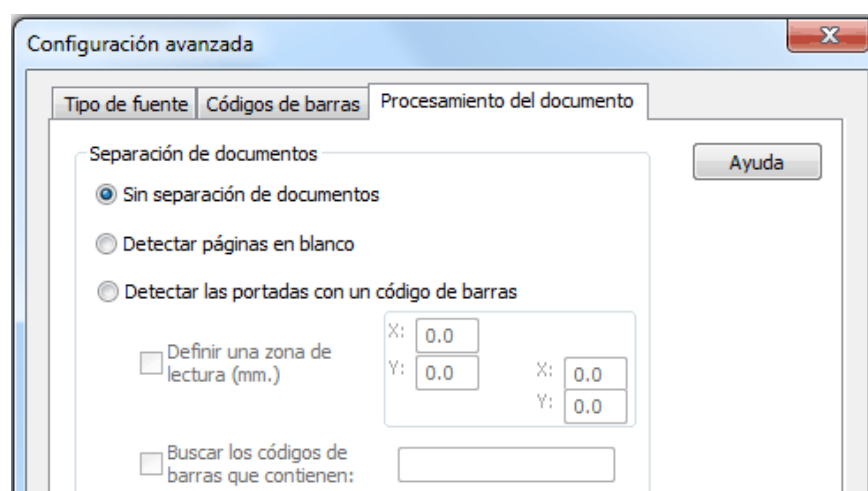 Configuración avanzada
Tipo de fuente Códigos de barras Procesamiento del documento
Separación de documentos
Ayuda
Sin separación de documentos
Detectar páginas en blanco
Detectar las portadas con un código de barras
Definir una zona de
lectura (mm.)
X: 0.0
Y: 0.0
X: 0.0
Y: 0.0
Buscar los códigos de
barras que contienen: